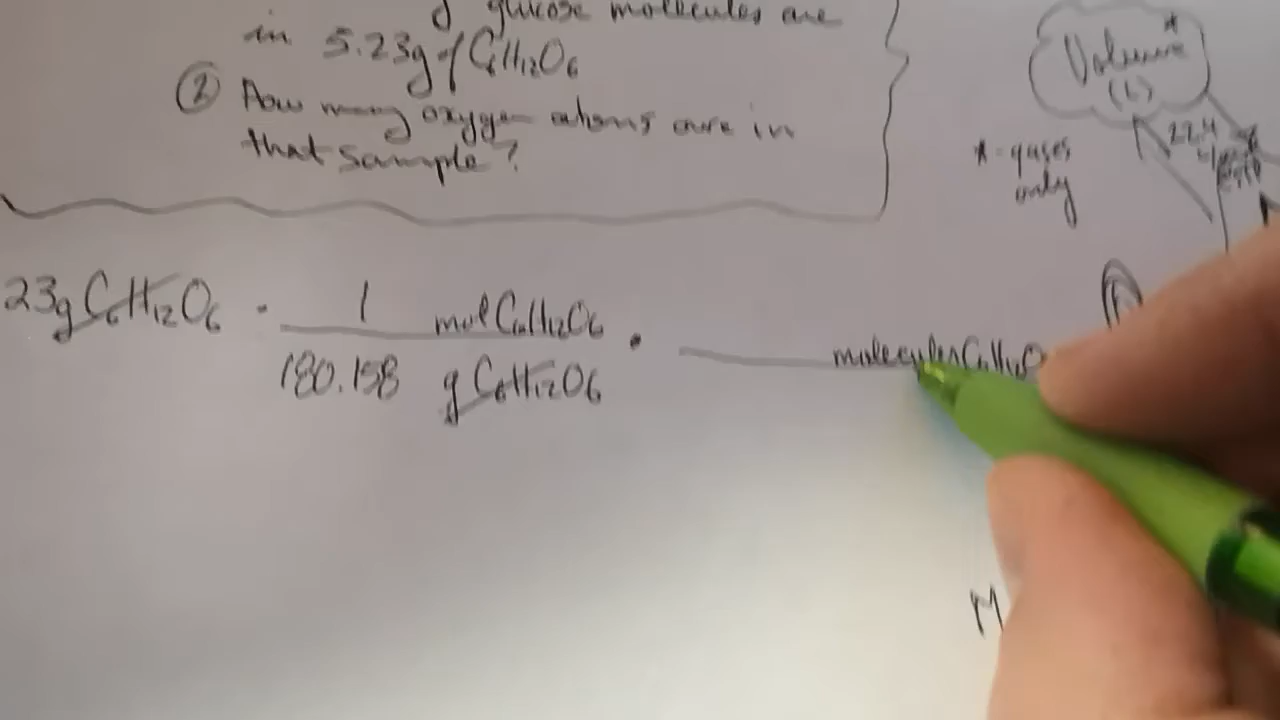 glucose molecules are
in 5.23g of C6H12O6
② How many oxygen atoms are in
that sample?
Volume*
(L)
22.4
*-gases
only
23g C6H12O6 · 1 mol C6H12O6 ·
180.158 g C6H12O6
molecules C6H12O
M